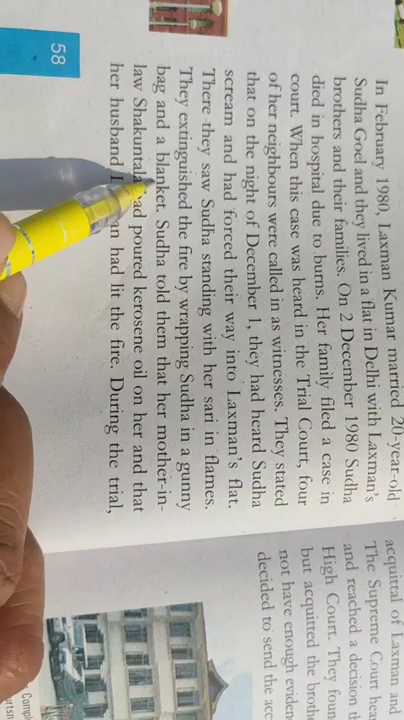 In February 1980, Laxman Kumar married 20-year-old
Sudha Goel and they lived in a flat in Delhi with Laxman's
brothers and their families. On 2 December 1980 Sudha
died in hospital due to burns. Her family filed a case in
court. When this case was heard in the Trial Court, four
of her neighbours were called in as witnesses. They stated
that on the night of December 1, they had heard Sudha
scream and had forced their way into Laxman's flat.
There they saw Sudha standing with her sari in flames.
They extinguished the fire by wrapping Sudha in a gunny
bag and a blanket. Sudha told them that her mother-in-
law Shakuntala had poured kerosene oil on her and that
her husband had lit the fire. During the trial,
58
acquittal of Laxman and
The Supreme Court
and reached a decision
High Court. They
but acquitted the
not have enough
decided to send the